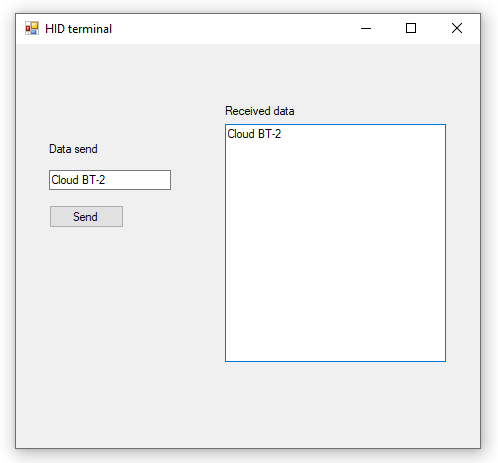 HID terminal
Received data
Cloud BT-2
Data send
Cloud BT-2
Send